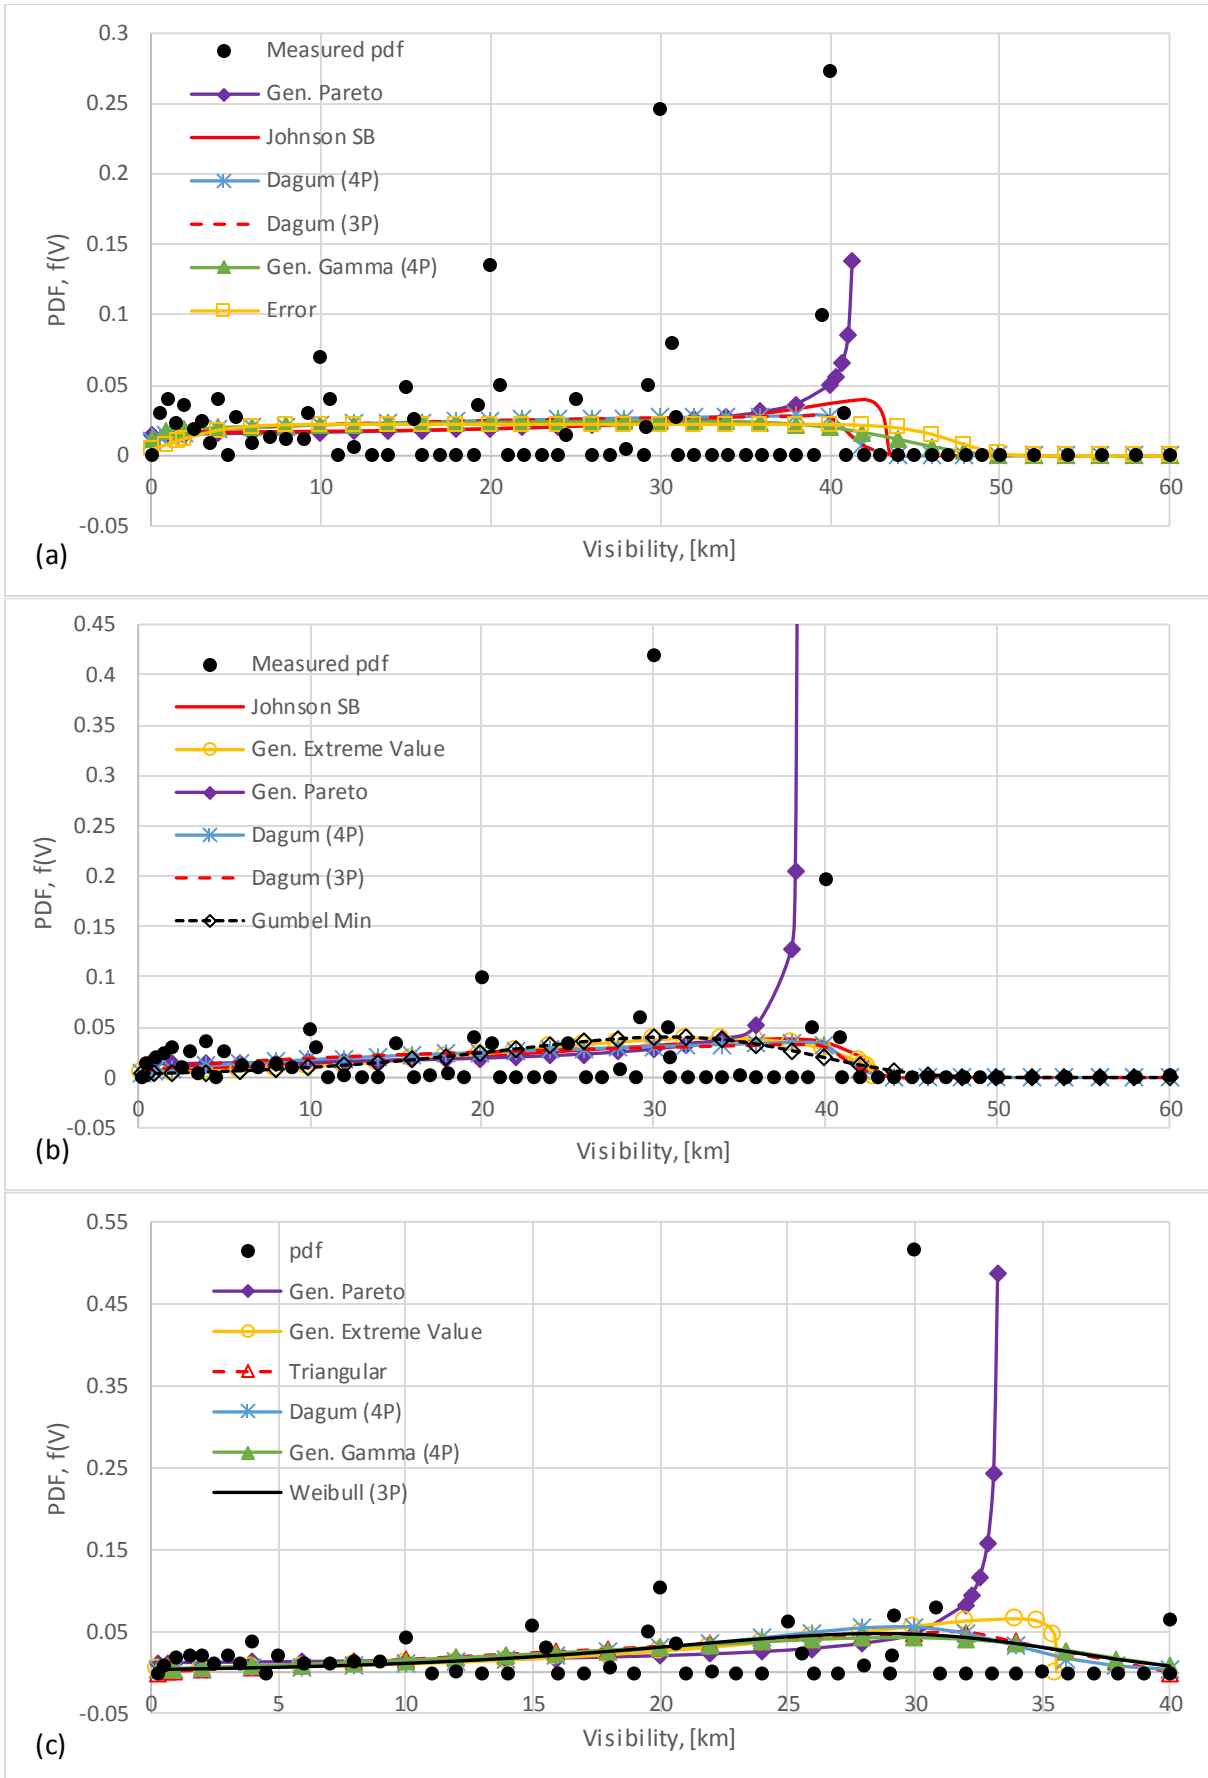 0.3
0.25
0.2
0.15
0.1
0.05
0
-0.05
PDF, f(V)
Measured pdf
Gen. Pareto
Johnson SB
Dagum (4P)
Dagum (3P)
Gen. Gamma (4P)
Error
0 10 20 30 40 50 60
Visibility, [km]
(a)
0.45
0.4
0.35
0.3
0.25
0.2
0.15
0.1
0.05
0
-0.05
PDF, f(V)
Measured pdf
Johnson SB
Gen. Extreme Value
Gen. Pareto
Dagum (4P)
Dagum (3P)
Gumbel Min
0 10 20 30 40 50 60
Visibility, [km]
(b)
0.55
0.45
0.35
0.25
0.15
0.05
-0.05
PDF, f(V)
pdf
Gen. Pareto
Gen. Extreme Value
Triangular
Dagum (4P)
Gen. Gamma (4P)
Weibull (3P)
0 5 10 15 20 25 30 35 40
Visibility, [km]
(c)